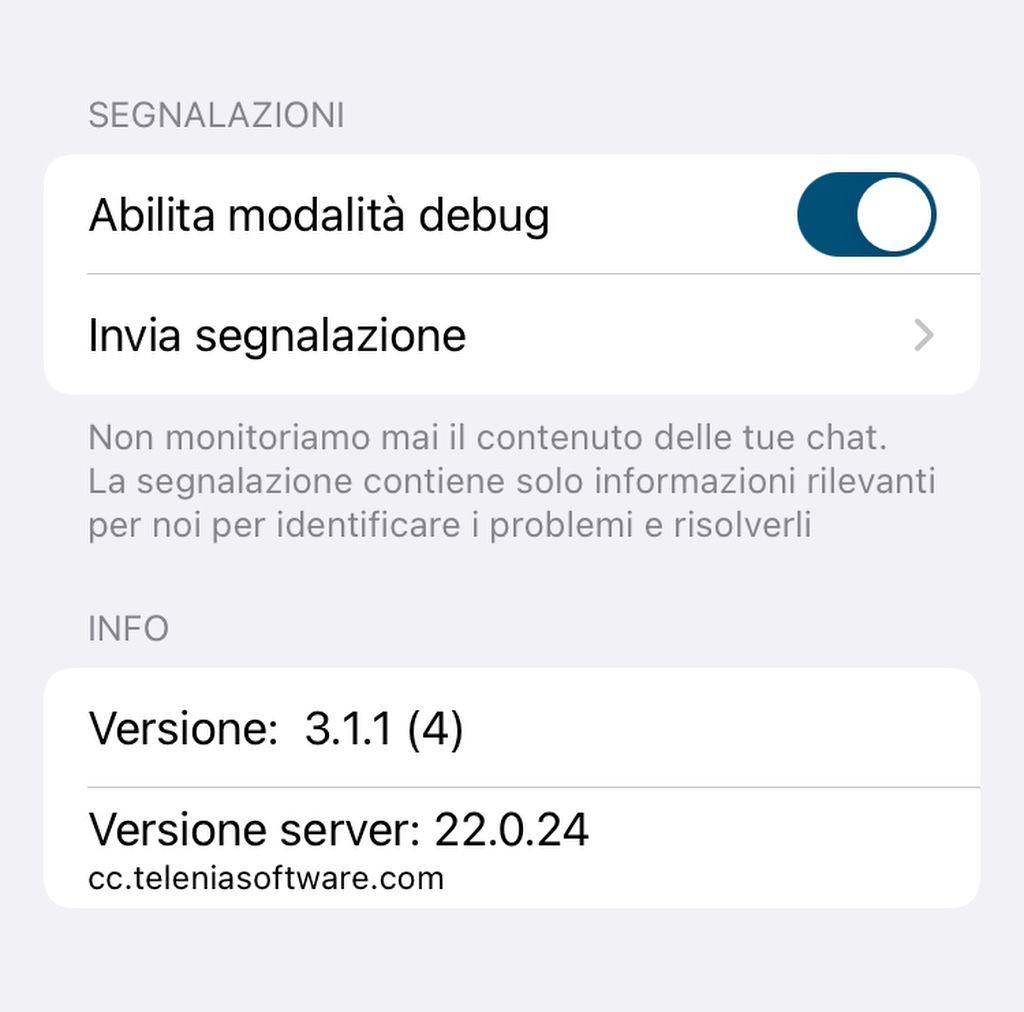 SEGNALAZIONI
Abilita modalità debug
Invia segnalazione
Non monitoriamo mai il contenuto delle tue chat.
La segnalazione contiene solo informazioni rilevanti
per noi per identificare i problemi e risolverli
INFO
Versione:  3.1.1 (4)
Versione server: 22.0.24
cc.teleniasoftware.com